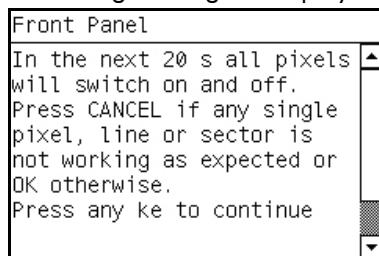 Front Panel
In the next 20 s all pixels
will switch on and off.
Press CANCEL if any single
pixel, line or sector is
not working as expected or
OK otherwise.
Press any ke to continue